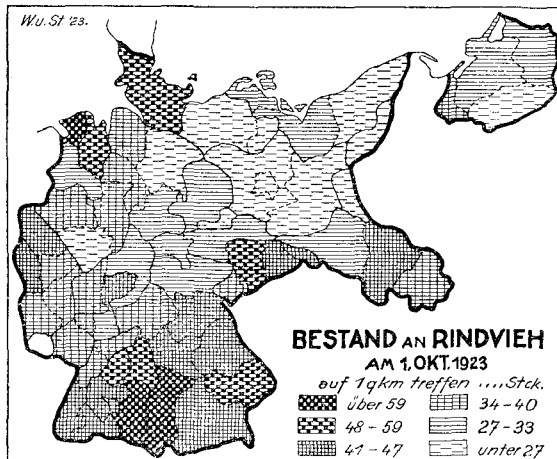 W.u.St '23.
BESTAND AN RINDVIEH
AM 1. OKT. 1923
auf 1 qkm treffen .... Stck.
über 59
34-40
48-59
27-33
41-47
unter 27